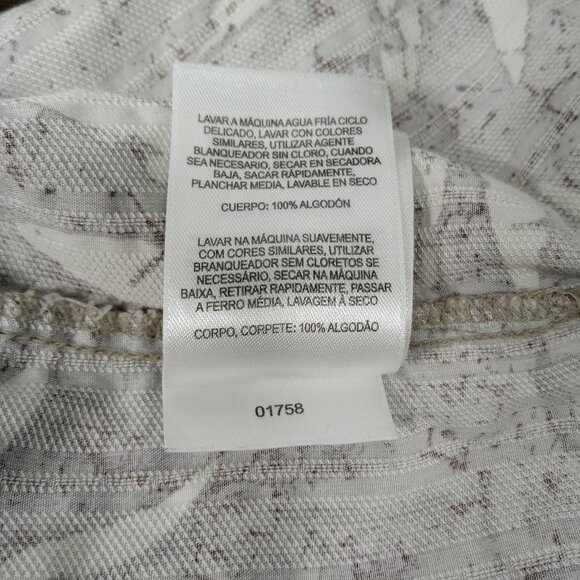 LAVAR A MÁQUINA AGUA FRÍA CICLO
DELICADO, LAVAR CON COLORES
SIMILARES, UTILIZAR AGENTE
BLANQUEADOR SIN CLORO, CUANDO
SEA NECESARIO, SECAR EN SECADORA
BAJA, SACAR RÁPIDAMENTE,
PLANCHAR MEDIA, LAVABLE EN SECO
CUERPO: 100% ALGODÓN
LAVAR NA MÁQUINA SUAVEMENTE,
COM CORES SIMILARES, UTILIZAR
BRANQUEADOR SEM CLORETOS SE
NECESSÁRIO, SECAR NA MÁQUINA
BAIXA, RETIRAR RAPIDAMENTE, PASSAR
A FERRO MÉDIA, LAVAGEM À SECO
CORPO, CORPETE: 100% ALGODÃO
01758